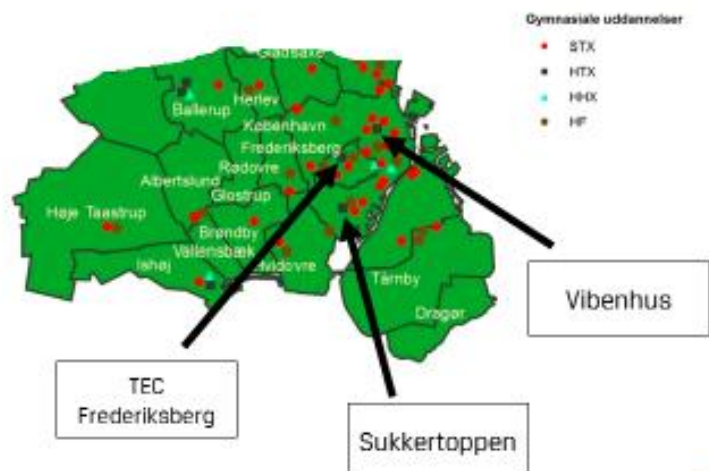 Gymnasiale uddannelser
STX
HTX
HHX
HF
Gladsaxe
Ballerup
Herlev
København
Frederiksberg
Rødovre
Albertslund
Glostrup
Høje Taastrup
Brøndby
Vallensbæk
Ishøj
Hvidovre
Tårnby
Dragør
Vibenhus
TEC
Frederiksberg
Sukkertoppen